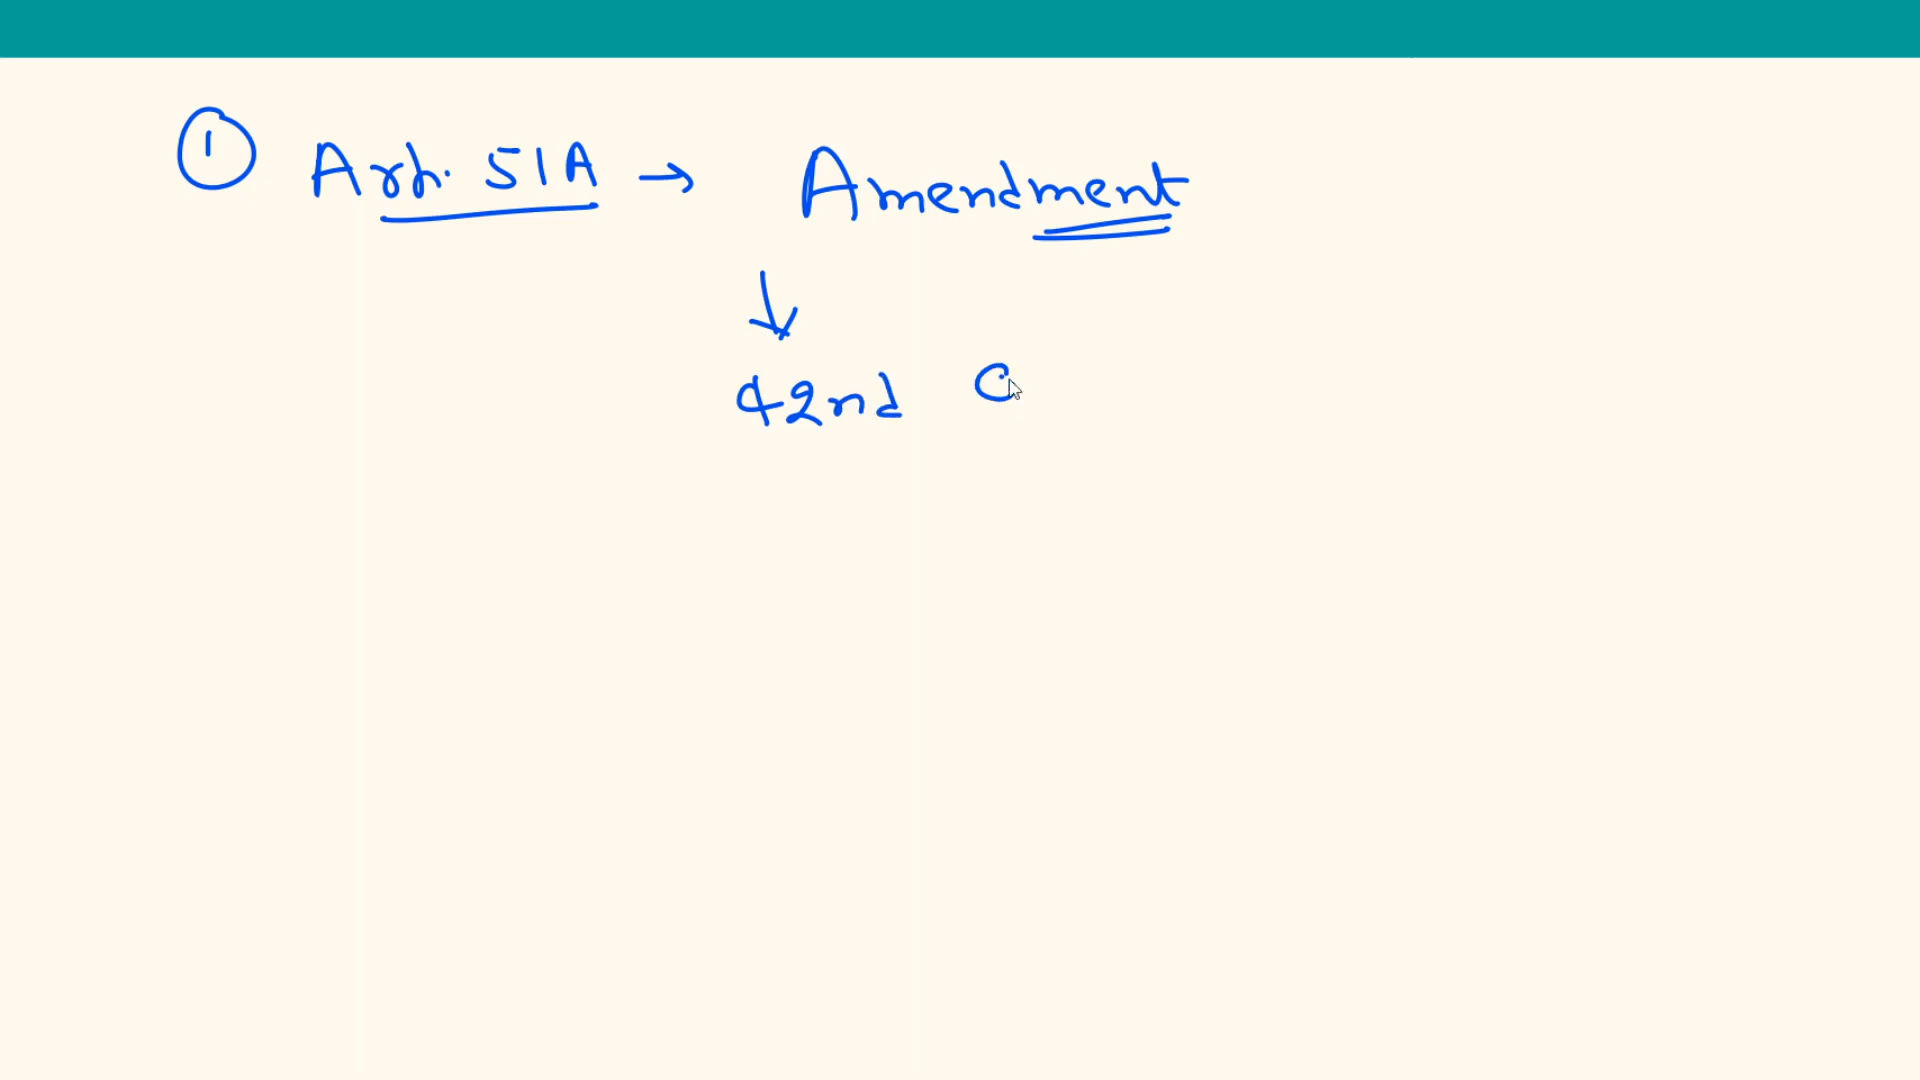 ① Art. 51A → Amendment
↓
42nd C